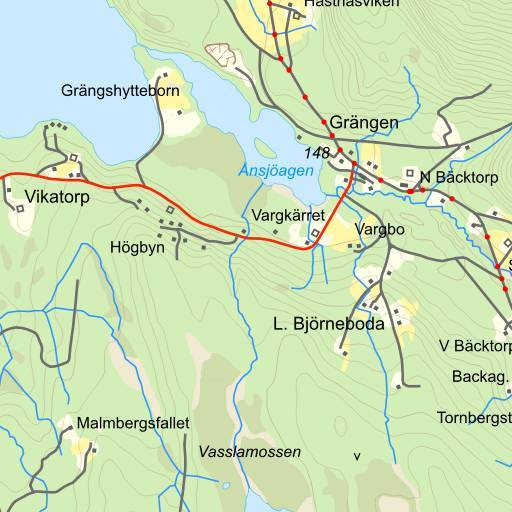 Hästnäsviken
Grängshytteborn
Grängen
148
Ansjöagen
N Bäcktorp
Vikatorp
Vargkärret
Vargbo
Högbyn
S
L. Björneboda
V Bäcktorp
Backag.
Tornbergst
Malmbergsfallet
Vasslamossen
v